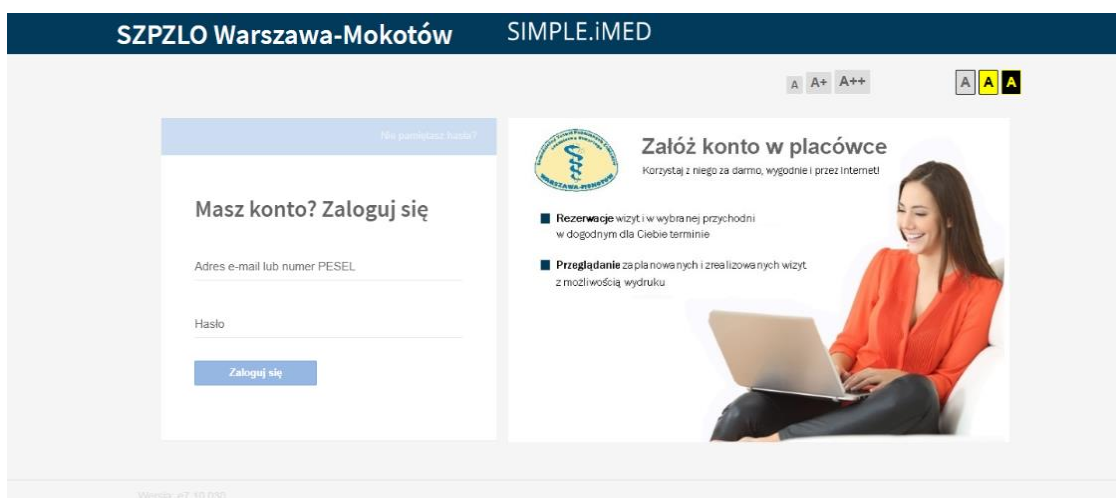 SZPZLO Warszawa-Mokotów SIMPLE.iMED
A A+ A++ A A A
Nie pamiętasz hasła?
Masz konto? Zaloguj się
Adres e-mail lub numer PESEL
Hasło
Zaloguj się
WARSZAWA-MOKOTÓW
Załóż konto w placówce
Korzystaj z niego za darmo, wygodnie i przez Internet!
Rezerwacje wizyt i w wybranej przychodni
w dogodnym dla Ciebie terminie
Przeglądanie zaplanowanych i zrealizowanych wizyt
z możliwością wydruku
Wersja: e7.10.030